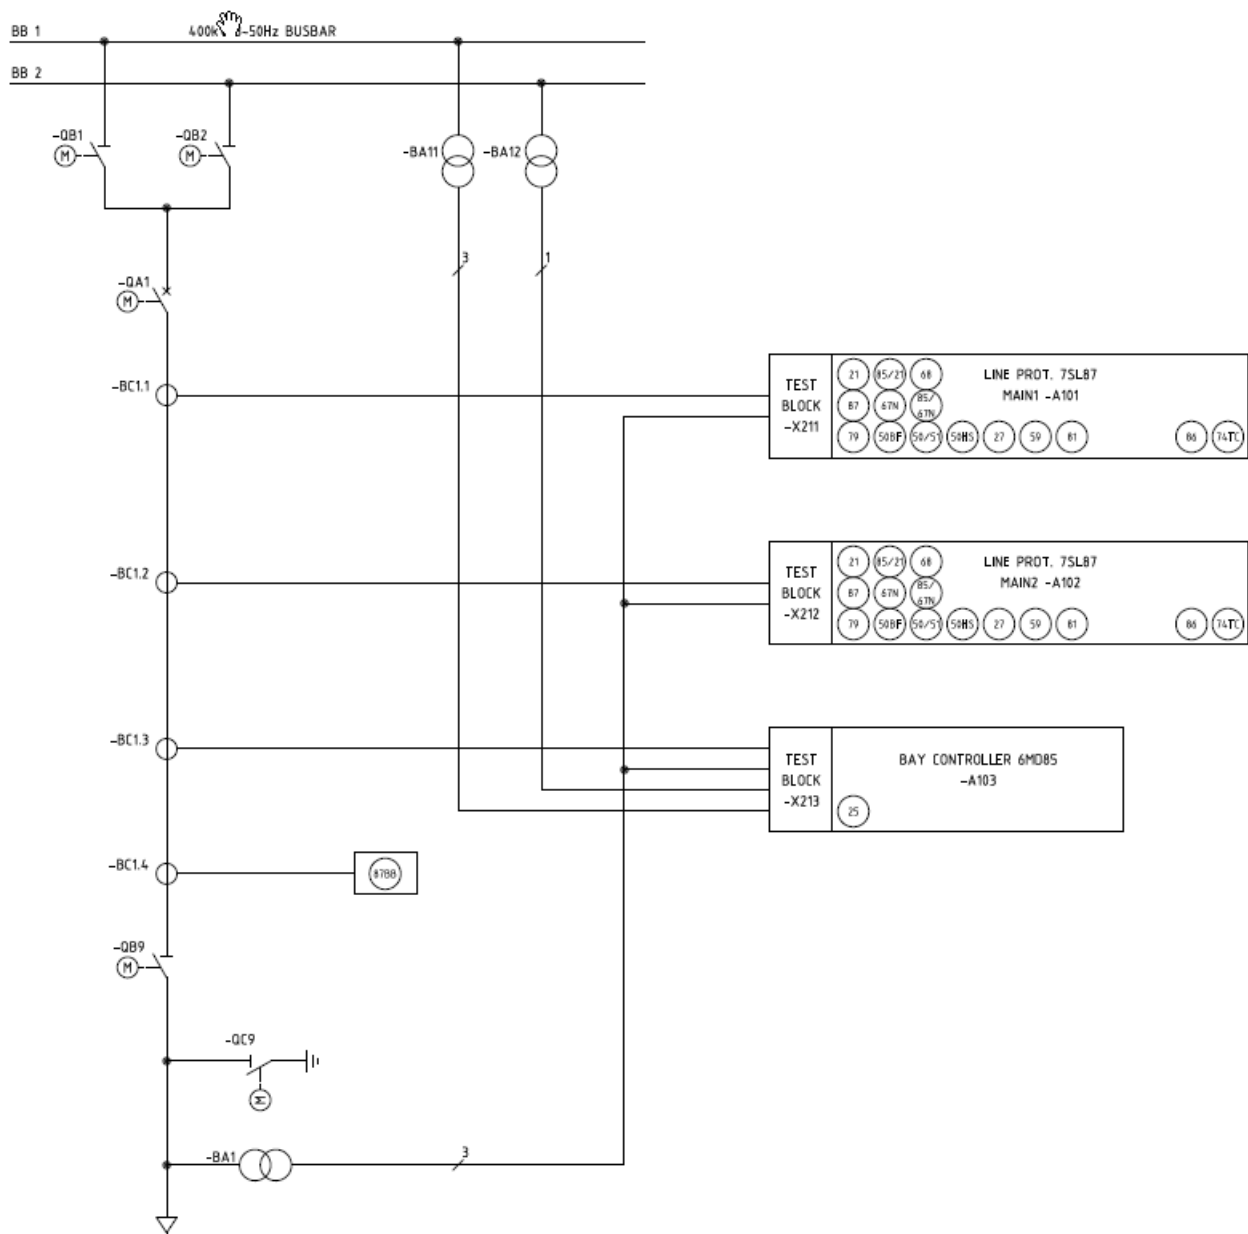 BB 1
400k -50Hz BUSBAR
BB 2
-QB1
M
-QB2
M
-BA11
-BA12
3
1
-QA1
M
-BC1.1
TEST
BLOCK
-X211
21 85/21 68
87 67N 85/67N
79 50BF 50/51 50HS 27 59 81 86 74TC
LINE PROT. 7SL87
MAIN1 -A101
-BC1.2
TEST
BLOCK
-X212
21 85/21 68
87 67N 85/67N
79 50BF 50/51 50HS 27 59 81 86 74TC
LINE PROT. 7SL87
MAIN2 -A102
-BC1.3
TEST
BLOCK
-X213
BAY CONTROLLER 6MD85
-A103
25
-BC1.4
87BB
-QB9
M
-QC9
M
-BA1
3